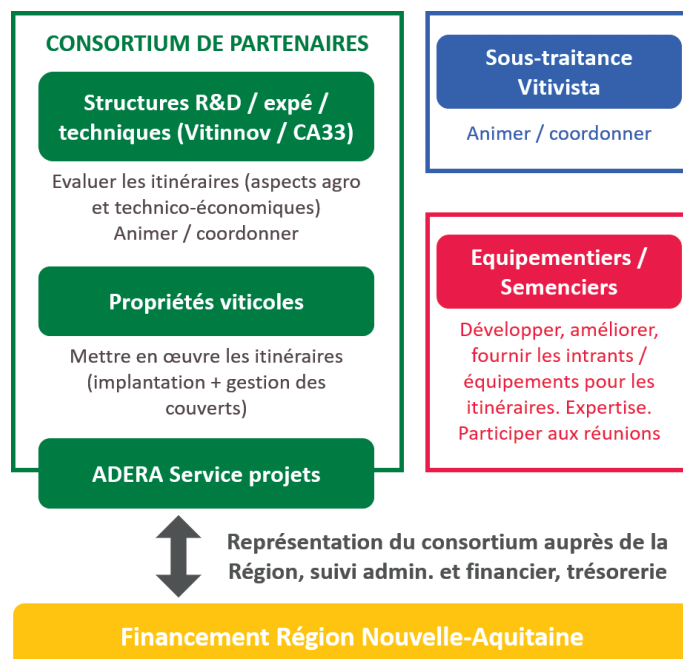 CONSORTIUM DE PARTENAIRES
Structures R&D / expé /
techniques (Vitinnov / CA33)
Evaluer les itinéraires (aspects agro
et technico-économiques)
Animer / coordonner
Propriétés viticoles
Mettre en œuvre les itinéraires
(implantation + gestion des
couverts)
ADERA Service projets
Sous-traitance
Vitivista
Animer / coordonner
Equipementiers /
Semenciers
Développer, améliorer,
fournir les intrants /
équipements pour les
itinéraires. Expertise.
Participer aux réunions
Représentation du consortium auprès de la
Région, suivi admin. et financier, trésorerie
Financement Région Nouvelle-Aquitaine